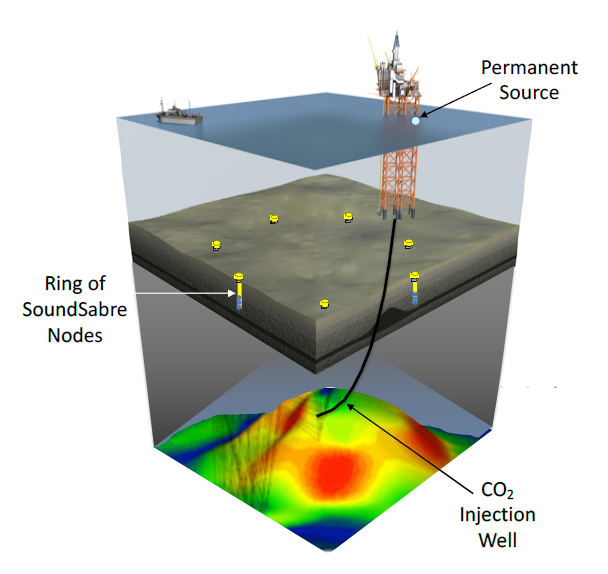 Permanent
Source
Ring of
SoundSabre
Nodes
CO₂
Injection
Well